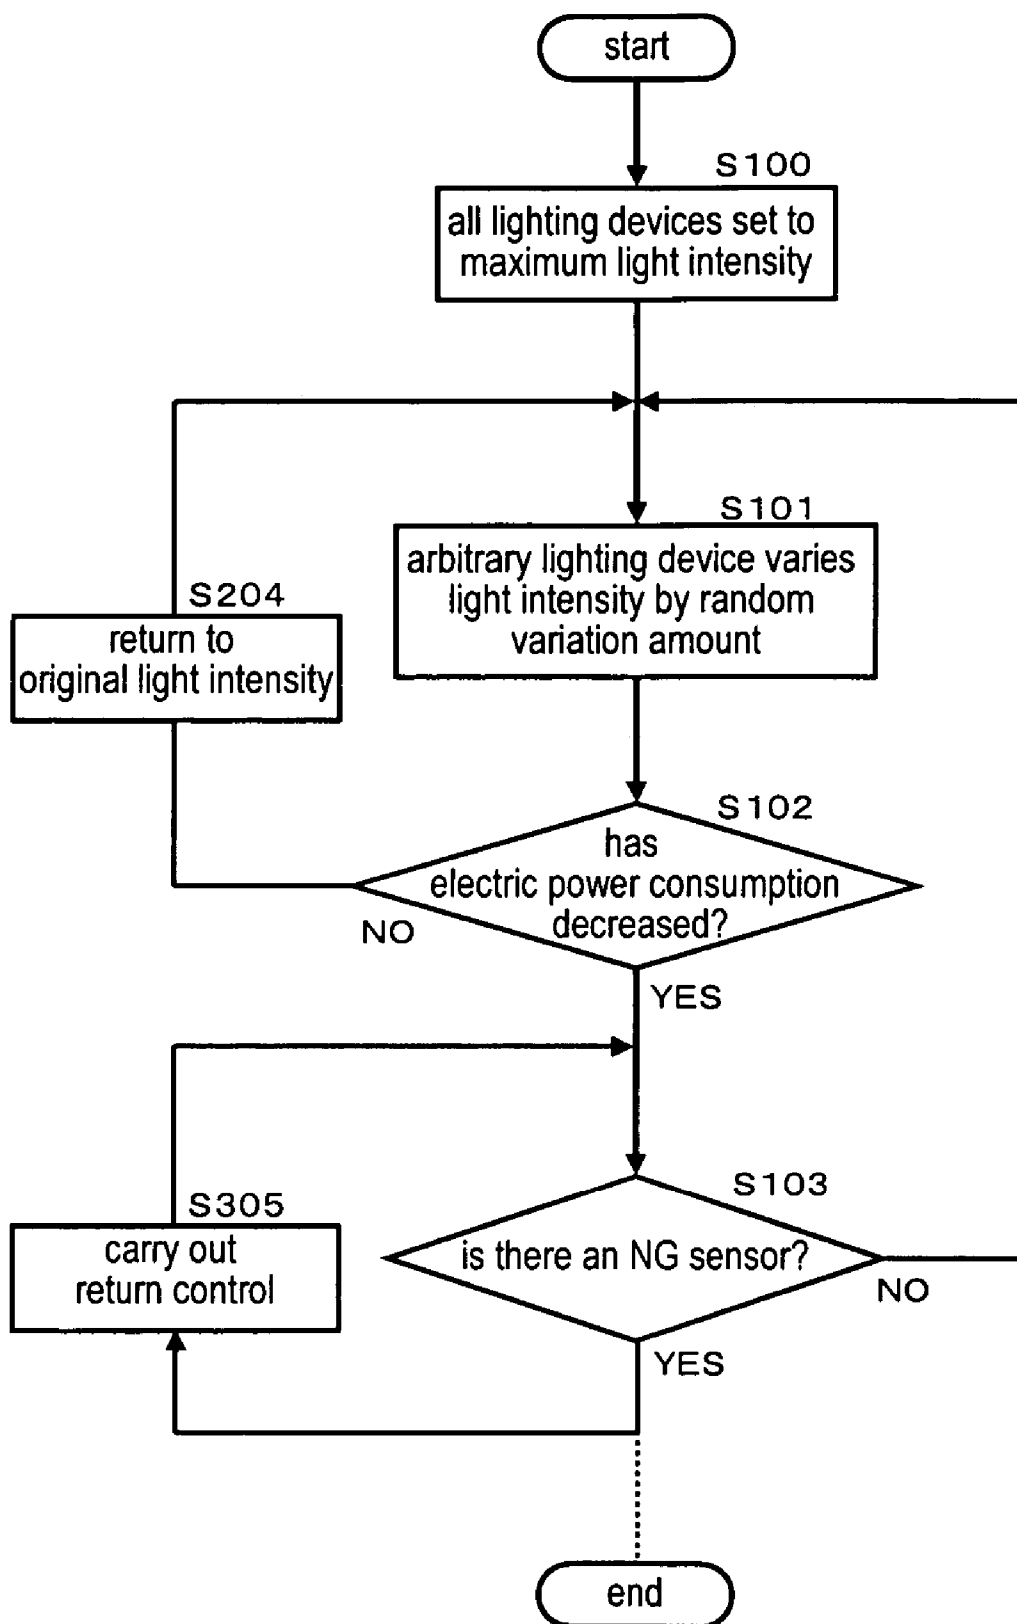 start
S100
all lighting devices set to
maximum light intensity
S101
arbitrary lighting device varies
light intensity by random
variation amount
S204
return to
original light intensity
S102
has
electric power consumption
decreased?
NO
YES
S103
is there an NG sensor?
NO
YES
S305
carry out
return control
end